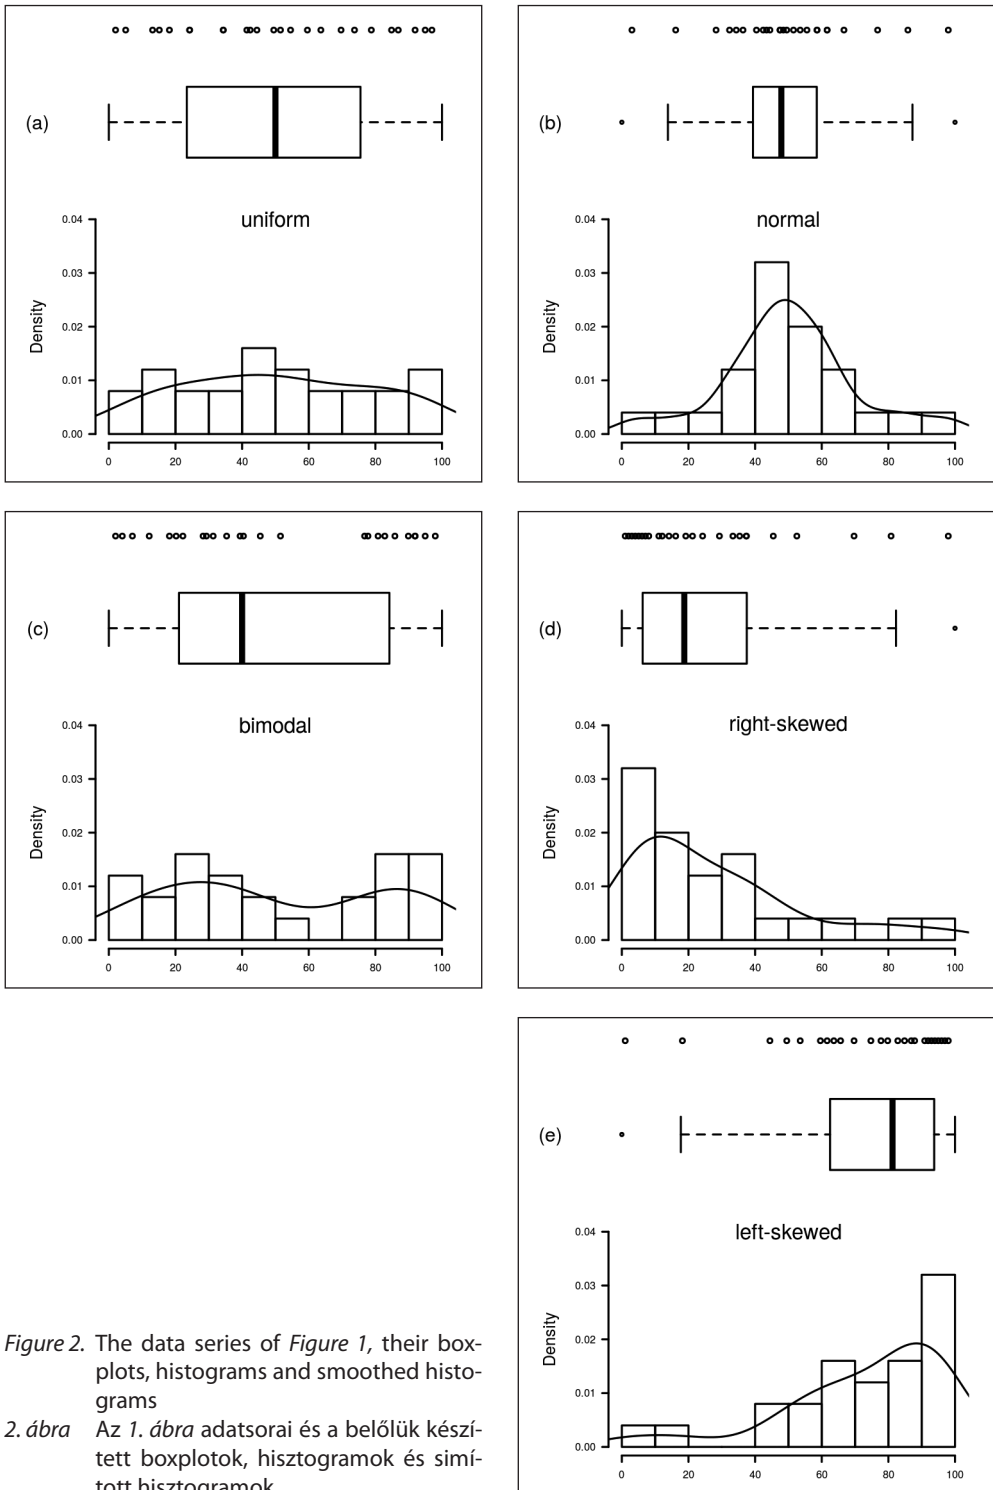 (a)
uniform
Density
0.04
0.03
0.02
0.01
0.00
0 20 40 60 80 100
(b)
normal
Density
0.04
0.03
0.02
0.01
0.00
0 20 40 60 80 100
(c)
bimodal
Density
0.04
0.03
0.02
0.01
0.00
0 20 40 60 80 100
(d)
right-skewed
Density
0.04
0.03
0.02
0.01
0.00
0 20 40 60 80 100
(e)
left-skewed
Density
0.04
0.03
0.02
0.01
0.00
0 20 40 60 80 100
Figure 2. The data series of Figure 1, their box-
plots, histograms and smoothed histo-
grams
2. ábra Az 1. ábra adatsorai és a belőlük készí-
tett boxplotok, hisztogramok és simí-
tott hisztogramok